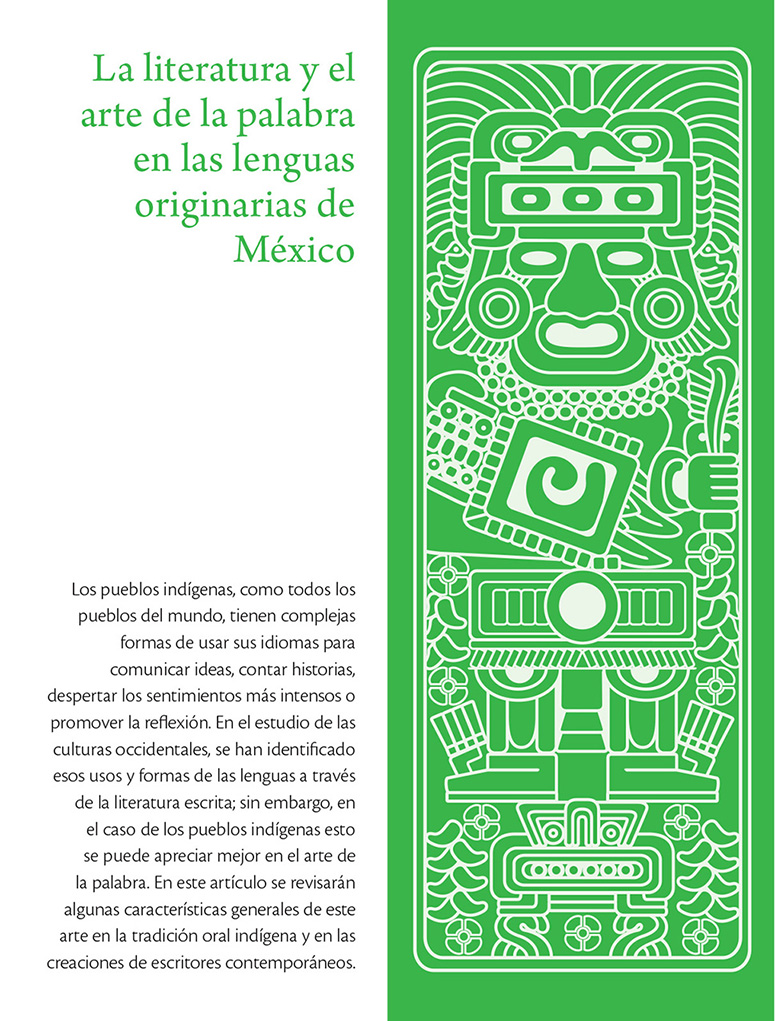 La literatura y el
arte de la palabra
en las lenguas
originarias de
México
Los pueblos indígenas, como todos los
pueblos del mundo, tienen complejas
formas de usar sus idiomas para
comunicar ideas, contar historias,
despertar los sentimientos más intensos o
promover la reflexión. En el estudio de las
culturas occidentales, se han identificado
esos usos y formas de las lenguas a través
de la literatura escrita; sin embargo, en
el caso de los pueblos indígenas esto
se puede apreciar mejor en el arte de
la palabra. En este artículo se revisarán
algunas características generales de este
arte en la tradición oral indígena y en las
creaciones de escritores contemporáneos.